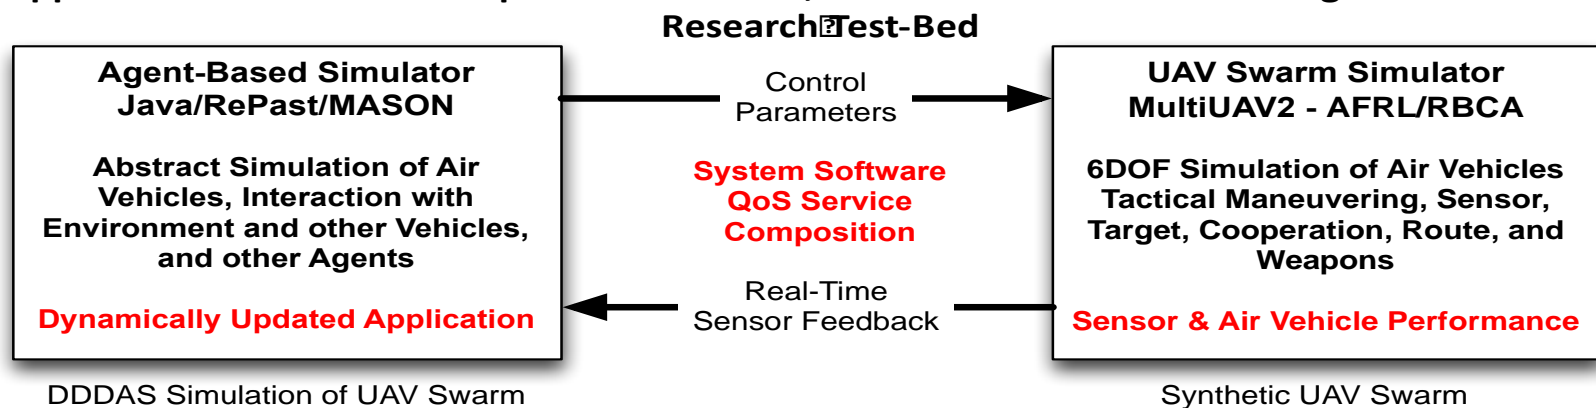 Research Test-Bed
Agent-Based Simulator
Java/RePast/MASON
Abstract Simulation of Air
Vehicles, Interaction with
Environment and other Vehicles,
and other Agents
Dynamically Updated Application
DDDAS Simulation of UAV Swarm
Control
Parameters
System Software
QoS Service
Composition
Real-Time
Sensor Feedback
UAV Swarm Simulator
MultiUAV2 - AFRL/RBCA
6DOF Simulation of Air Vehicles
Tactical Maneuvering, Sensor,
Target, Cooperation, Route, and
Weapons
Sensor & Air Vehicle Performance
Synthetic UAV Swarm